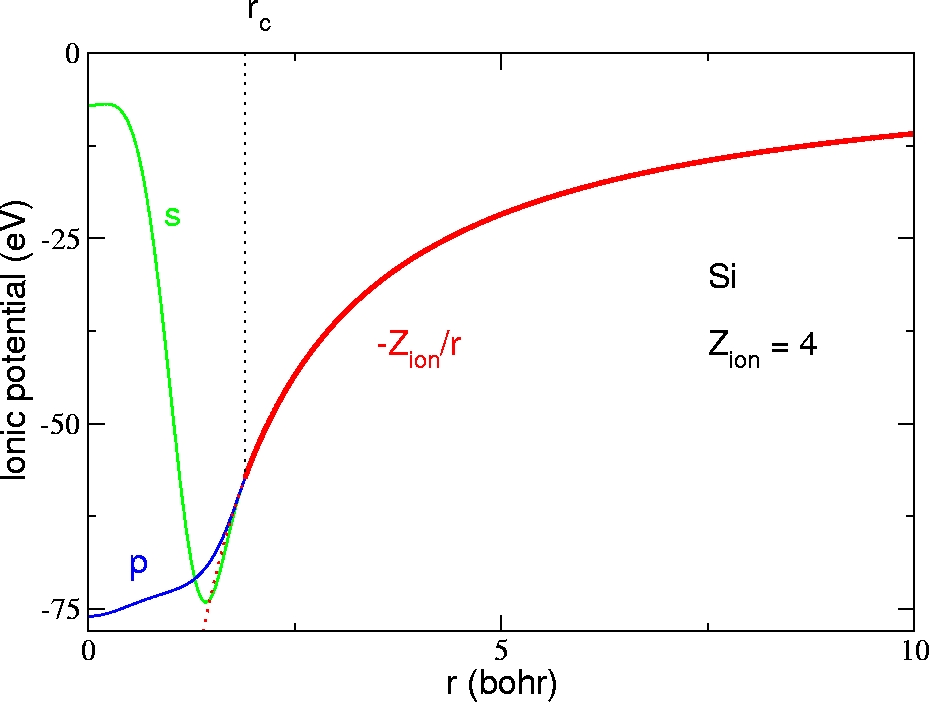 r_c
0
-25
-50
-75
Ionic potential (eV)
s
p
-Z_ion/r
Si
Z_ion = 4
0
5
10
r (bohr)